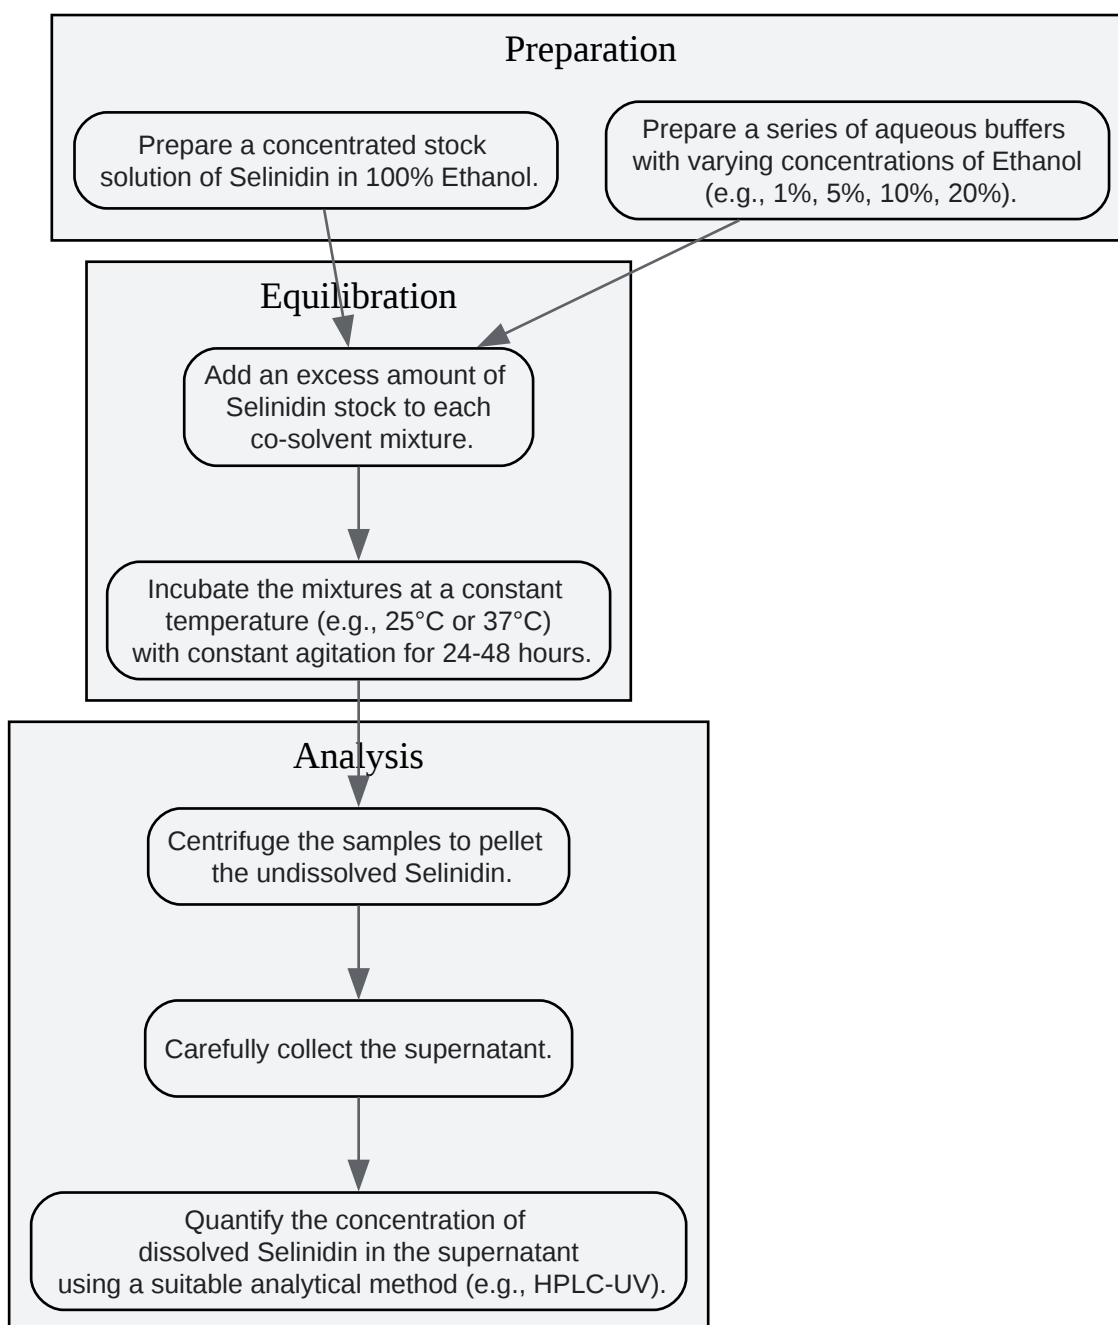 Preparation
Prepare a concentrated stock
solution of Selinidin in 100% Ethanol.
Prepare a series of aqueous buffers
with varying concentrations of Ethanol
(e.g., 1%, 5%, 10%, 20%).
Equilibration
Add an excess amount of
Selinidin stock to each
co-solvent mixture.
Incubate the mixtures at a constant
temperature (e.g., 25°C or 37°C)
with constant agitation for 24-48 hours.
Analysis
Centrifuge the samples to pellet
the undissolved Selinidin.
Carefully collect the supernatant.
Quantify the concentration of
dissolved Selinidin in the supernatant
using a suitable analytical method (e.g., HPLC-UV).